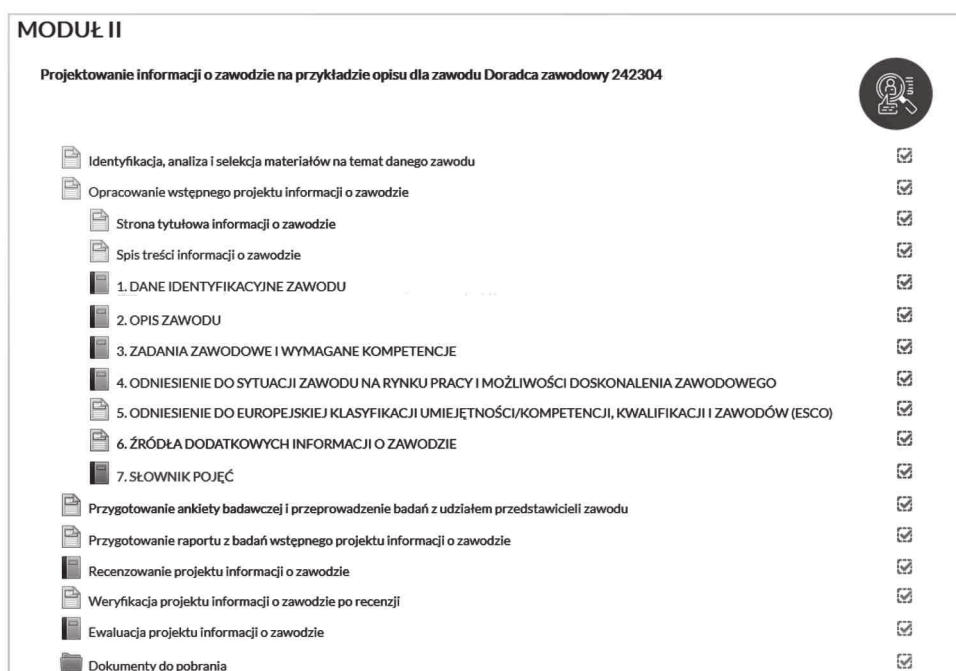 MODUŁ II
Projektowanie informacji o zawodzie na przykładzie opisu dla zawodu Doradca zawodowy 242304
Identyfikacja, analiza i selekcja materiałów na temat danego zawodu
Opracowanie wstępnego projektu informacji o zawodzie
Strona tytułowa informacji o zawodzie
Spis treści informacji o zawodzie
1. DANE IDENTYFIKACYJNE ZAWODU
2. OPIS ZAWODU
3. ZADANIA ZAWODOWE I WYMAGANE KOMPETENCJE
4. ODNIESIENIE DO SYTUACJI ZAWODU NA RYNKU PRACY I MOŻLIWOŚCI DOSKONALENIA ZAWODOWEGO
5. ODNIESIENIE DO EUROPEJSKIEJ KLASYFIKACJI UMIEJĘTNOŚCI/KOMPETENCJI, KWALIFIKACJI I ZAWODÓW (ESCO)
6. ŹRÓDŁA DODATKOWYCH INFORMACJI O ZAWODZIE
7. SŁOWNIK POJĘĆ
Przygotowanie ankiety badawczej i przeprowadzenie badań z udziałem przedstawicieli zawodu
Przygotowanie raportu z badań wstępnego projektu informacji o zawodzie
Recenzowanie projektu informacji o zawodzie
Weryfikacja projektu informacji o zawodzie po recenzji
Ewaluacja projektu informacji o zawodzie
Dokumenty do pobrania